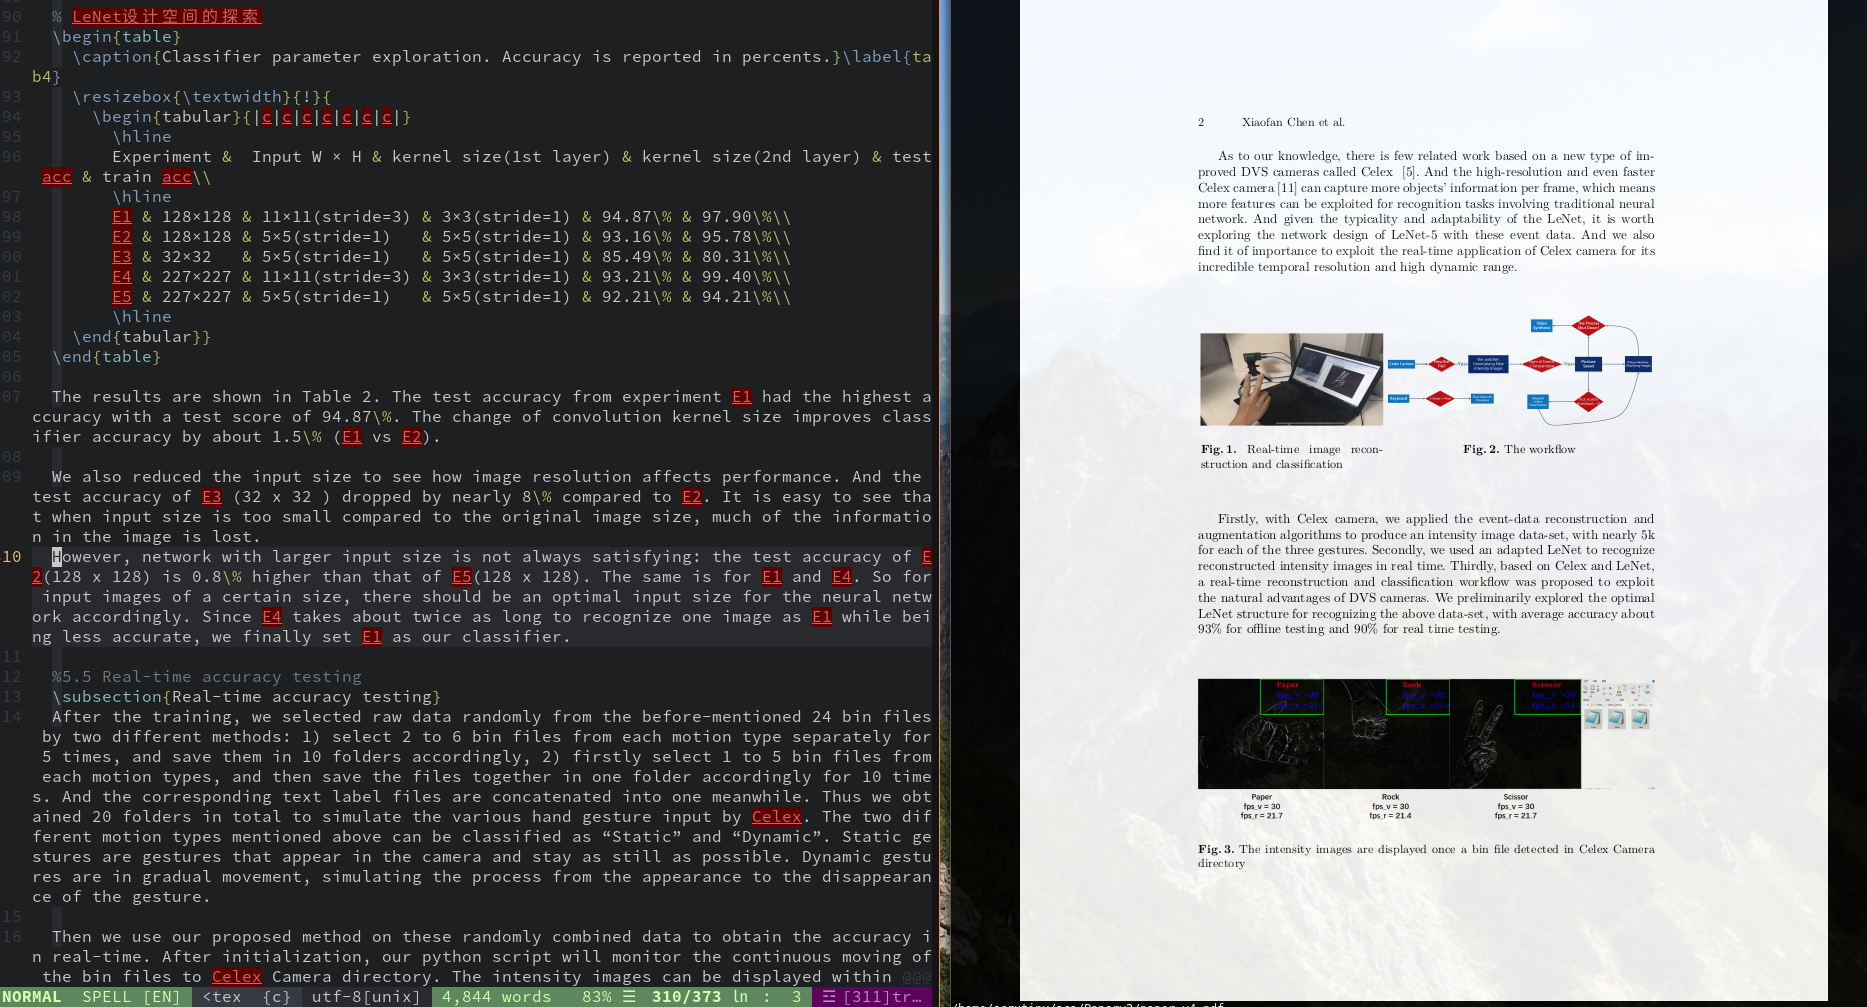 90 % LeNet设计空间的探索
91 \begin{table}
92 \caption{Classifier parameter exploration. Accuracy is reported in percents.}\label{ta
b4}
93 \resizebox{\textwidth}{!}{
94 \begin{tabular}{|c|c|c|c|c|c|c|}
95 \hline
96 Experiment &  Input W × H & kernel size(1st layer) & kernel size(2nd layer) & test
acc & train acc\\
97 \hline
98 E1 & 128×128 & 11×11(stride=3) & 3×3(stride=1) & 94.87\% & 97.90\%\\
99 E2 & 128×128 & 5×5(stride=1)   & 5×5(stride=1) & 93.16\% & 95.78\%\\
00 E3 & 32×32   & 5×5(stride=1)   & 5×5(stride=1) & 85.49\% & 80.31\%\\
01 E4 & 227×227 & 11×11(stride=3) & 3×3(stride=1) & 93.21\% & 99.40\%\\
02 E5 & 227×227 & 5×5(stride=1)   & 5×5(stride=1) & 92.21\% & 94.21\%\\
03 \hline
04 \end{tabular}}
05 \end{table}
06
07 The results are shown in Table 2. The test accuracy from experiment E1 had the highest a
ccuracy with a test score of 94.87\%. The change of convolution kernel size improves class
ifier accuracy by about 1.5\% (E1 vs E2).
08
09 We also reduced the input size to see how image resolution affects performance. And the
test accuracy of E3 (32 x 32 ) dropped by nearly 8\% compared to E2. It is easy to see tha
t when input size is too small compared to the original image size, much of the informatio
n in the image is lost.
10 However, network with larger input size is not always satisfying: the test accuracy of E
2(128 x 128) is 0.8\% higher than that of E5(128 x 128). The same is for E1 and E4. So for
input images of a certain size, there should be an optimal input size for the neural netw
ork accordingly. Since E4 takes about twice as long to recognize one image as E1 while bei
ng less accurate, we finally set E1 as our classifier.
11
12 %5.5 Real-time accuracy testing
13 \subsection{Real-time accuracy testing}
14 After the training, we selected raw data randomly from the before-mentioned 24 bin files
by two different methods: 1) select 2 to 6 bin files from each motion type separately for
5 times, and save them in 10 folders accordingly, 2) firstly select 1 to 5 bin files from
each motion types, and then save the files together in one folder accordingly for 10 time
s. And the corresponding text label files are concatenated into one meanwhile. Thus we obt
ained 20 folders in total to simulate the various hand gesture input by Celex. The two dif
ferent motion types mentioned above can be classified as “Static” and “Dynamic”. Static ge
stures are gestures that appear in the camera and stay as still as possible. Dynamic gestu
res are in gradual movement, simulating the process from the appearance to the disappearan
ce of the gesture.
15
16 Then we use our proposed method on these randomly combined data to obtain the accuracy i
n real-time. After initialization, our python script will monitor the continuous moving of
the bin files to Celex Camera directory. The intensity images can be displayed within @@@
NORMAL SPELL [EN] <tex {c} utf-8[unix] 4,844 words 83% ☰ 310/373 ln : 3 ☲ [311]tr…
2 Xiaofan Chen et al.
As to our knowledge, there is few related work based on a new type of im-
proved DVS cameras called Celex [5]. And the high-resolution and even faster
Celex camera [11] can capture more objects' information per frame, which means
more features can be exploited for recognition tasks involving traditional neural
network. And given the typicality and adaptability of the LeNet, it is worth
exploring the network design of LeNet-5 with these event data. And we also
find it of importance to exploit the real-time application of Celex camera for its
incredible temporal resolution and high dynamic range.
Fig. 1. Real-time image recon-
struction and classification
Fig. 2. The workflow
Firstly, with Celex camera, we applied the event-data reconstruction and
augmentation algorithms to produce an intensity image data-set, with nearly 5k
for each of the three gestures. Secondly, we used an adapted LeNet to recognize
reconstructed intensity images in real time. Thirdly, based on Celex and LeNet,
a real-time reconstruction and classification workflow was proposed to exploit
the natural advantages of DVS cameras. We preliminarily explored the optimal
LeNet structure for recognizing the above data-set, with average accuracy about
93% for offline testing and 90% for real time testing.
Paper Rock Scissor
Paper Rock Scissor
fps_v = 30 fps_v = 30 fps_v = 30
fps_r = 21.7 fps_r = 21.4 fps_r = 21.7
Fig. 3. The intensity images are displayed once a bin file detected in Celex Camera
directory